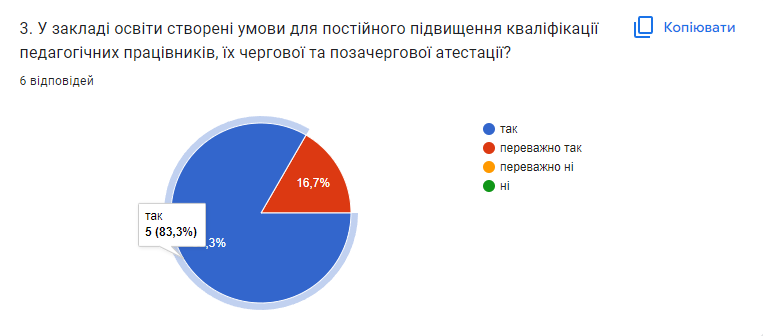 3. У закладі освіти створені умови для постійного підвищення кваліфікації
педагогічних працівників, їх чергової та позачергової атестації?
Копіювати
6 відповідей
так
переважно так
переважно ні
ні
16,7%
так
5 (83,3%)
,3%